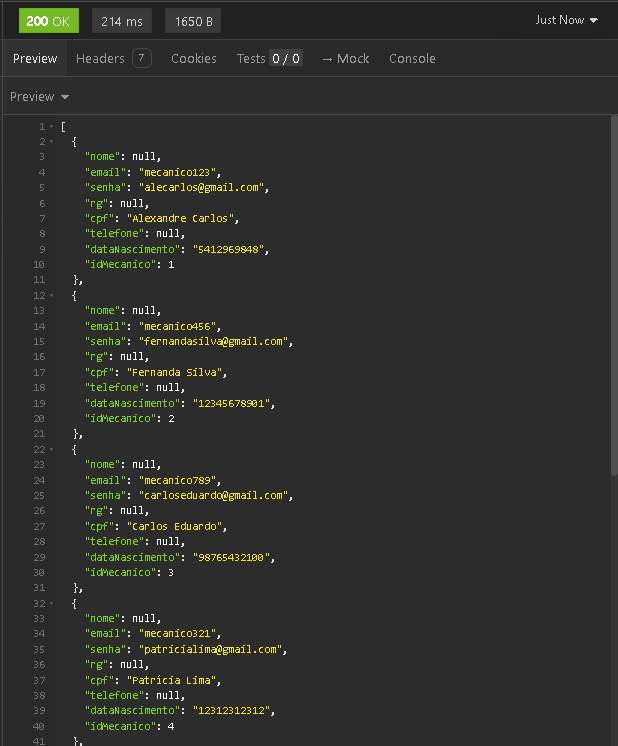 200 OK 214 ms 1650 B Just Now
Preview Headers 7 Cookies Tests 0 / 0 → Mock Console
Preview
1 [
2 {
3 "nome": null,
4 "email": "mecanico123",
5 "senha": "alecarlos@gmail.com",
6 "rg": null,
7 "cpf": "Alexandre Carlos",
8 "telefone": null,
9 "dataNascimento": "5412969848",
10 "idMecanico": 1
11 },
12 {
13 "nome": null,
14 "email": "mecanico456",
15 "senha": "fernandasilva@gmail.com",
16 "rg": null,
17 "cpf": "Fernanda Silva",
18 "telefone": null,
19 "dataNascimento": "12345678901",
20 "idMecanico": 2
21 },
22 {
23 "nome": null,
24 "email": "mecanico789",
25 "senha": "carloseduardo@gmail.com",
26 "rg": null,
27 "cpf": "Carlos Eduardo",
28 "telefone": null,
29 "dataNascimento": "98765432100",
30 "idMecanico": 3
31 },
32 {
33 "nome": null,
34 "email": "mecanico321",
35 "senha": "patricialima@gmail.com",
36 "rg": null,
37 "cpf": "Patrícia Lima",
38 "telefone": null,
39 "dataNascimento": "12312312312",
40 "idMecanico": 4
41 },